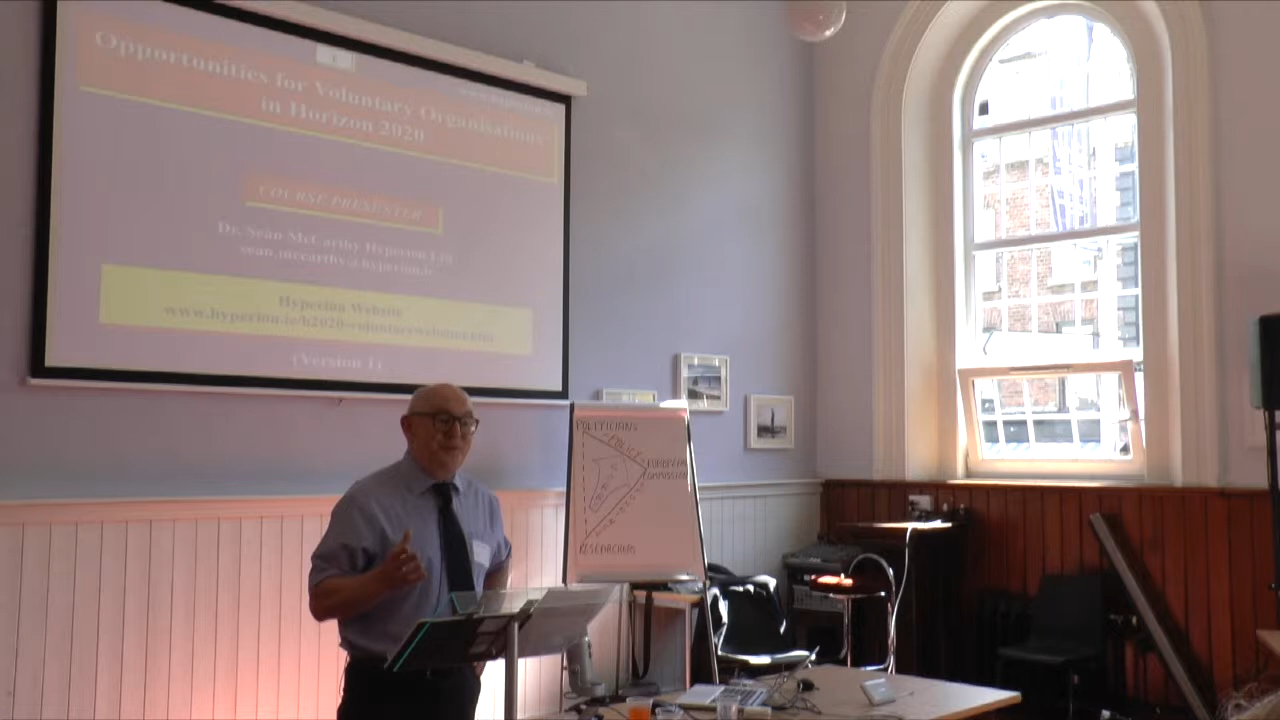 Opportunities for Voluntary Organisations
in Horizon 2020
COURSE PRESENTER
Dr. Sean McCarthy Hyperion Ltd
sean.mccarthy@hyperion.ie
Hyperion Website
(Version 1)
POLITICIANS
POLICY
EUROPEAN
COMMISSION
RESEARCHERS